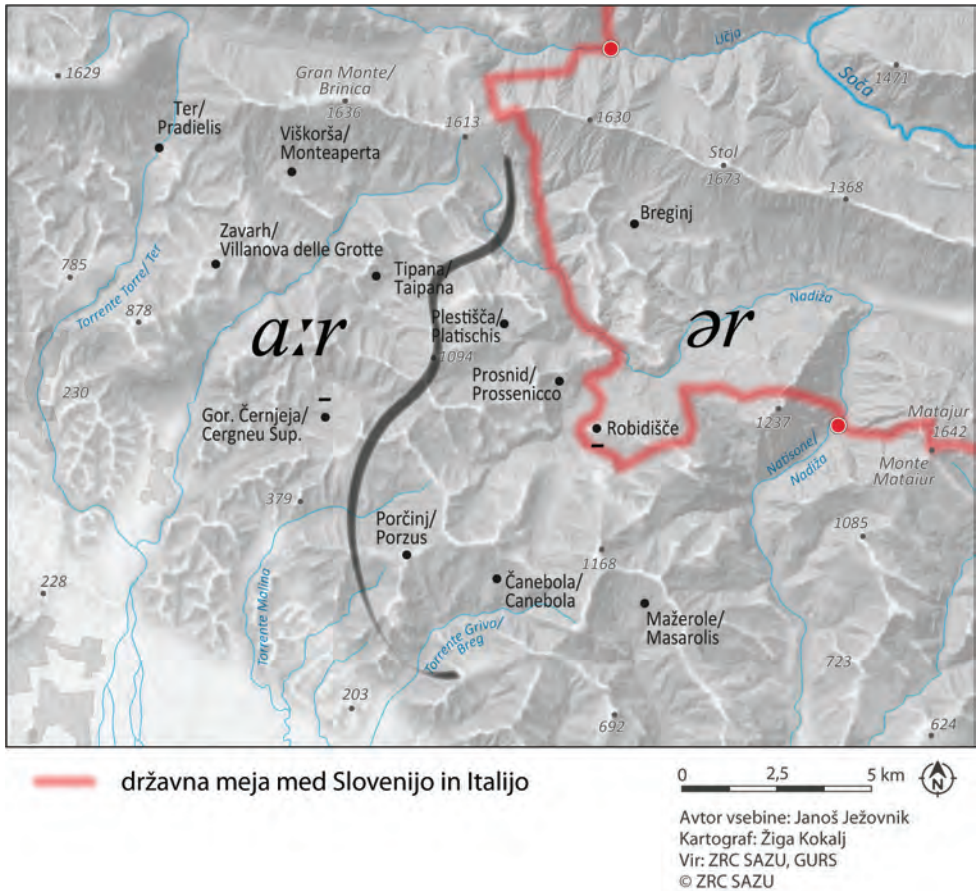 Učja
Soča
1629
1471
Gran Monte/
Brinica
1636
Ter/
Pradielis
1613
1630
Viškorša/
Monteaperta
Stol
1673
1368
Breginj
Zavarh/
Villanova delle Grotte
785
Torrente Torre/ Ter
Tipana/
Taipana
Nadiža
878
a:r
ər
Plestišča/
Platischis
1094
230
Prosnid/
Prossenicco
Gor. Černjeja/
Cergneu Sup.
Robidišče
1237
Matajur
1642
Natisone/
Nadiža
Monte
Mataiur
379
Porčinj/
Porzus
1085
1168
228
Čanebola/
Canebola
Torrente Malina
Mažerole/
Masarolis
Torrente Griva/
Breg
723
203
692
624
državna meja med Slovenijo in Italijo
0 2,5 5 km
N
Avtor vsebine: Janoš Ježovnik
Kartograf: Žiga Kokalj
Vir: ZRC SAZU, GURS
© ZRC SAZU